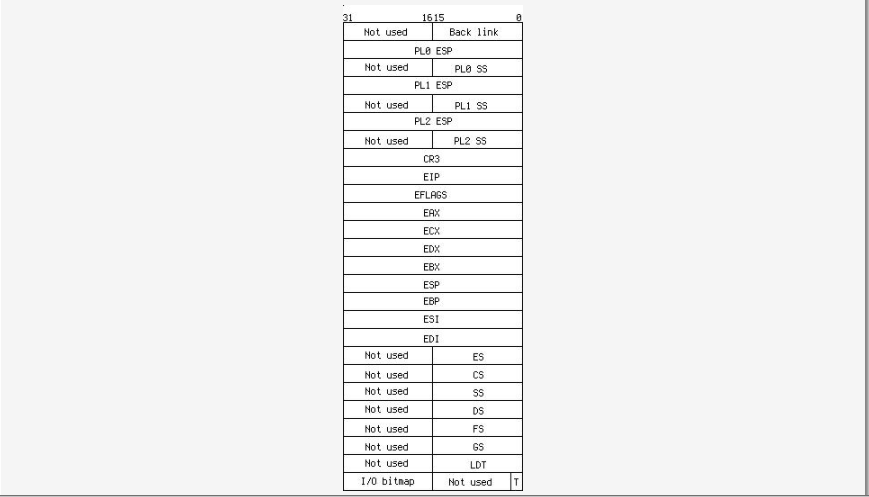 31 16 15 0
Not used Back link
PL0 ESP
Not used PL0 SS
PL1 ESP
Not used PL1 SS
PL2 ESP
Not used PL2 SS
CR3
EIP
EFLAGS
EAX
ECX
EDX
EBX
ESP
EBP
ESI
EDI
Not used ES
Not used CS
Not used SS
Not used DS
Not used FS
Not used GS
Not used LDT
I/O bitmap Not used T